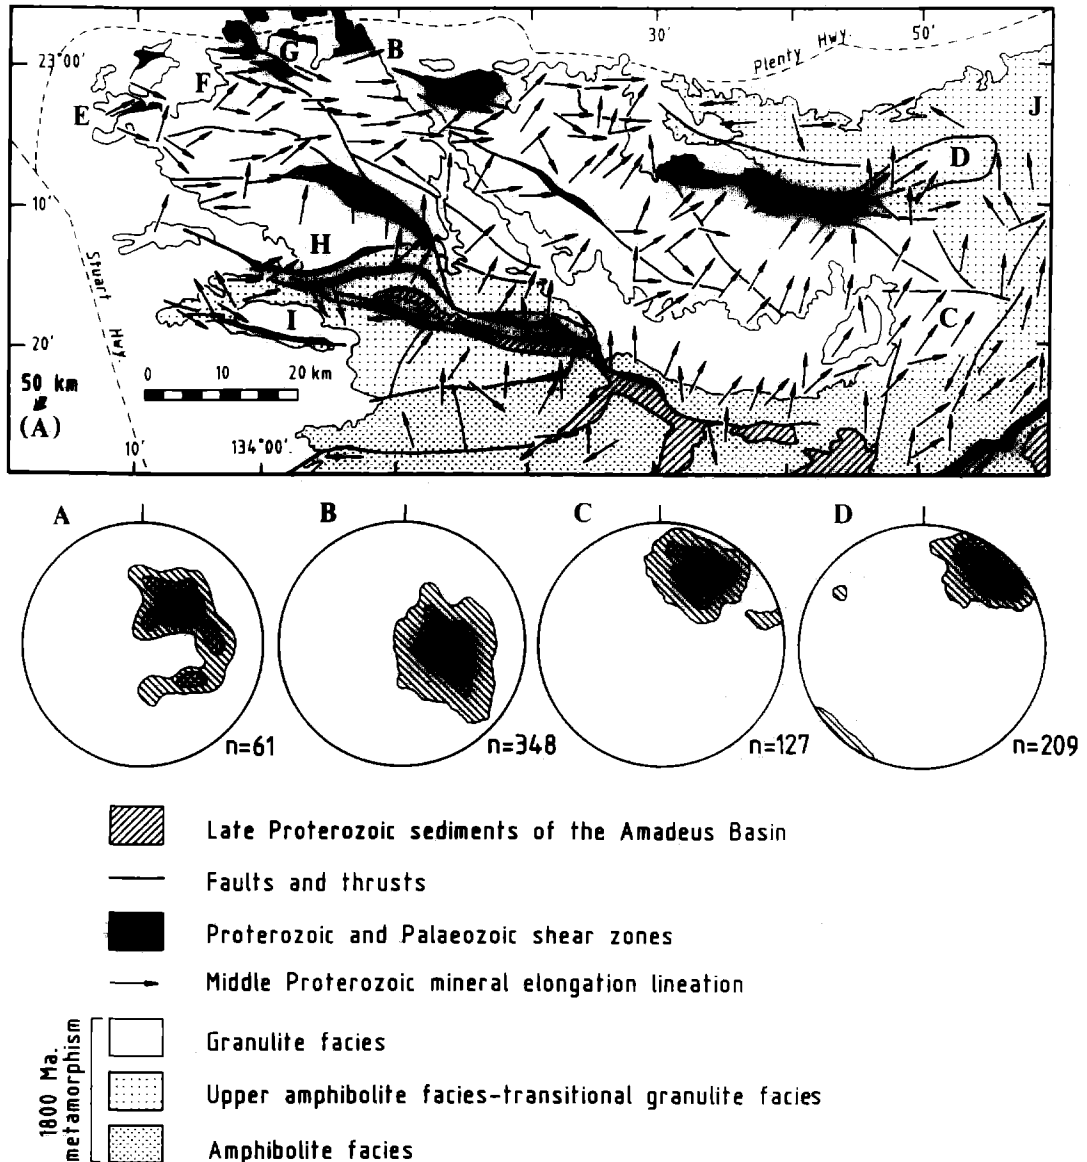 30'
50'
Plenty Hwy
23°00'
G
B
F
E
J
D
10'
H
Stuart Hwy
I
C
20'
0 10 20 km
50 km
(A)
10'
134°00'
A
B
C
D
n=61
n=348
n=127
n=209
Late Proterozoic sediments of the Amadeus Basin
Faults and thrusts
Proterozoic and Palaeozoic shear zones
Middle Proterozoic mineral elongation lineation
1800 Ma.
metamorphism
Granulite facies
Upper amphibolite facies-transitional granulite facies
Amphibolite facies